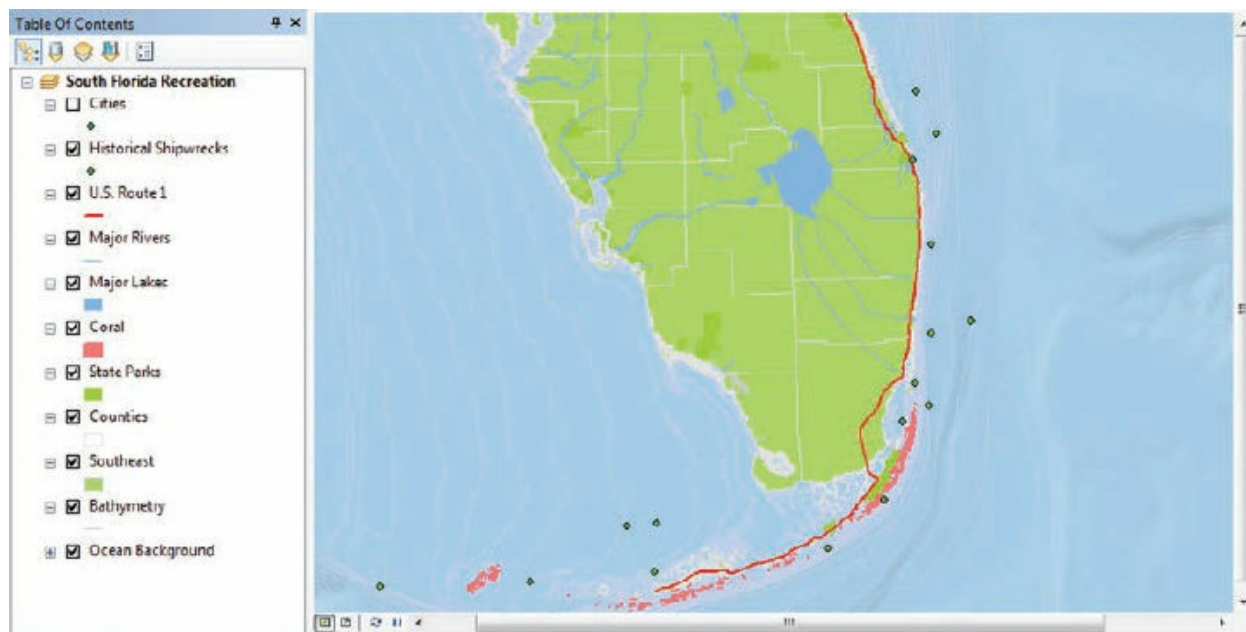 Table Of Contents
South Florida Recreation
Cities
Historical Shipwrecks
U.S. Route 1
Major Rivers
Major Lakes
Coral
State Parks
Counties
Southeast
Bathymetry
Ocean Background